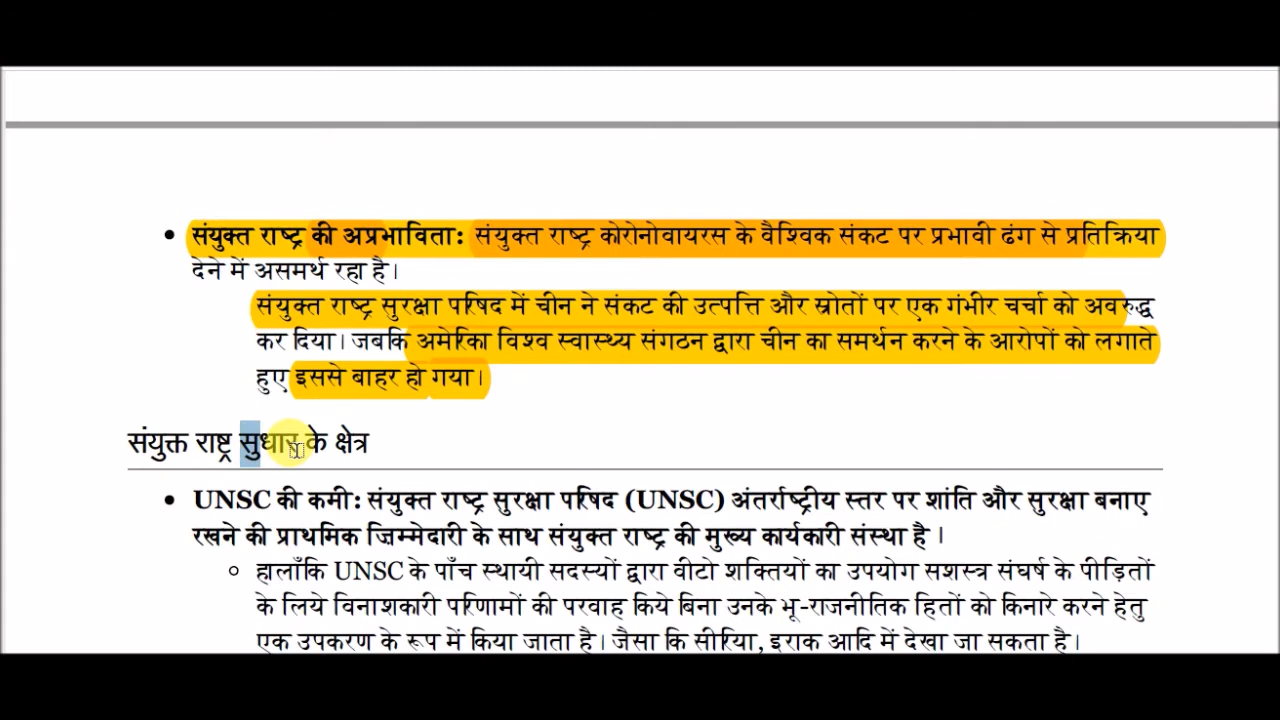 • संयुक्त राष्ट्र की अप्रभाविता: संयुक्त राष्ट्र कोरोनोवायरस के वैश्विक संकट पर प्रभावी ढंग से प्रतिक्रिया
देने में असमर्थ रहा है।
संयुक्त राष्ट्र सुरक्षा परिषद में चीन ने संकट की उत्पत्ति और स्रोतों पर एक गंभीर चर्चा को अवरुद्ध
कर दिया। जबकि अमेरिका विश्व स्वास्थ्य संगठन द्वारा चीन का समर्थन करने के आरोपों को लगाते
हुए इससे बाहर हो गया।
संयुक्त राष्ट्र सुधार के क्षेत्र
• UNSC की कमी: संयुक्त राष्ट्र सुरक्षा परिषद (UNSC) अंतर्राष्ट्रीय स्तर पर शांति और सुरक्षा बनाए
रखने की प्राथमिक जिम्मेदारी के साथ संयुक्त राष्ट्र की मुख्य कार्यकारी संस्था है।
○ हालाँकि UNSC के पाँच स्थायी सदस्यों द्वारा वीटो शक्तियों का उपयोग सशस्त्र संघर्ष के पीड़ितों
के लिये विनाशकारी परिणामों की परवाह किये बिना उनके भू-राजनीतिक हितों को किनारे करने हेतु
एक उपकरण के रूप में किया जाता है। जैसा कि सीरिया, इराक आदि में देखा जा सकता है।